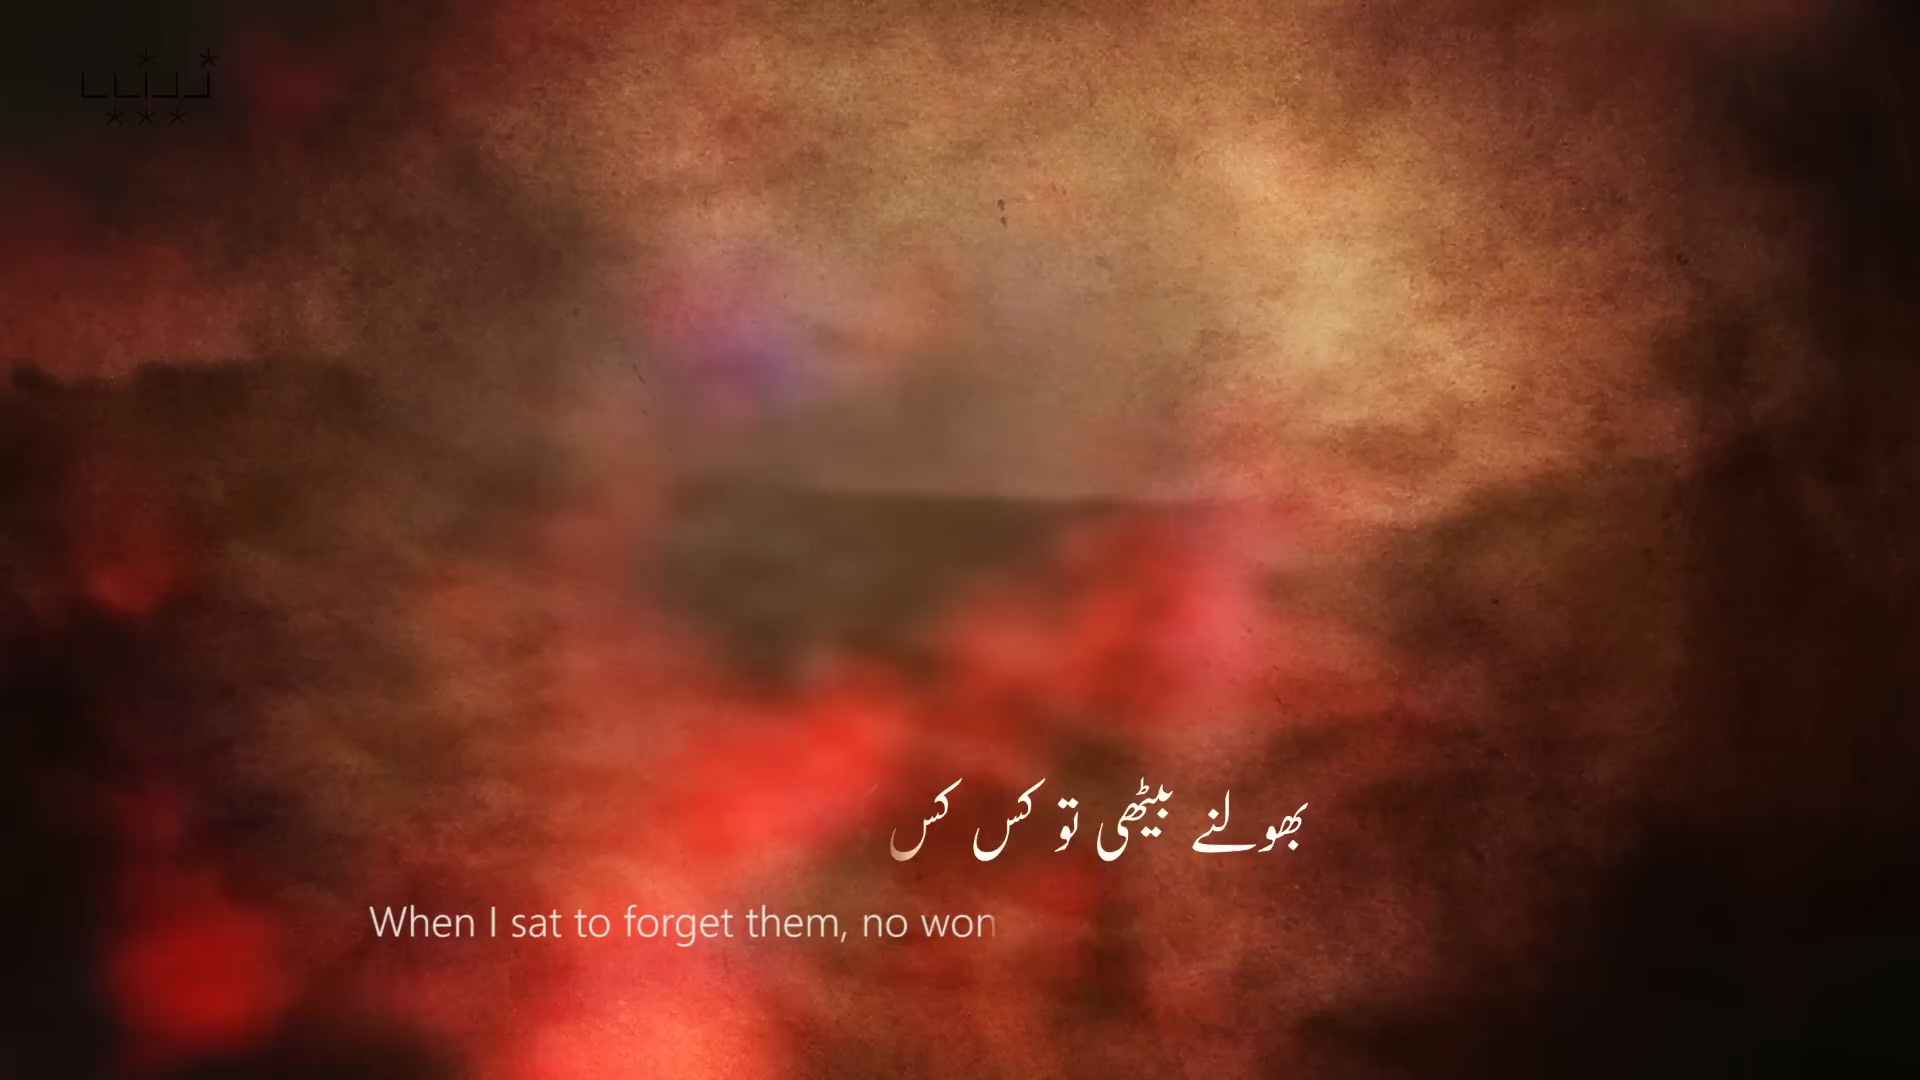 بھولنے بیٹھی تو کس کس
When I sat to forget them, no won